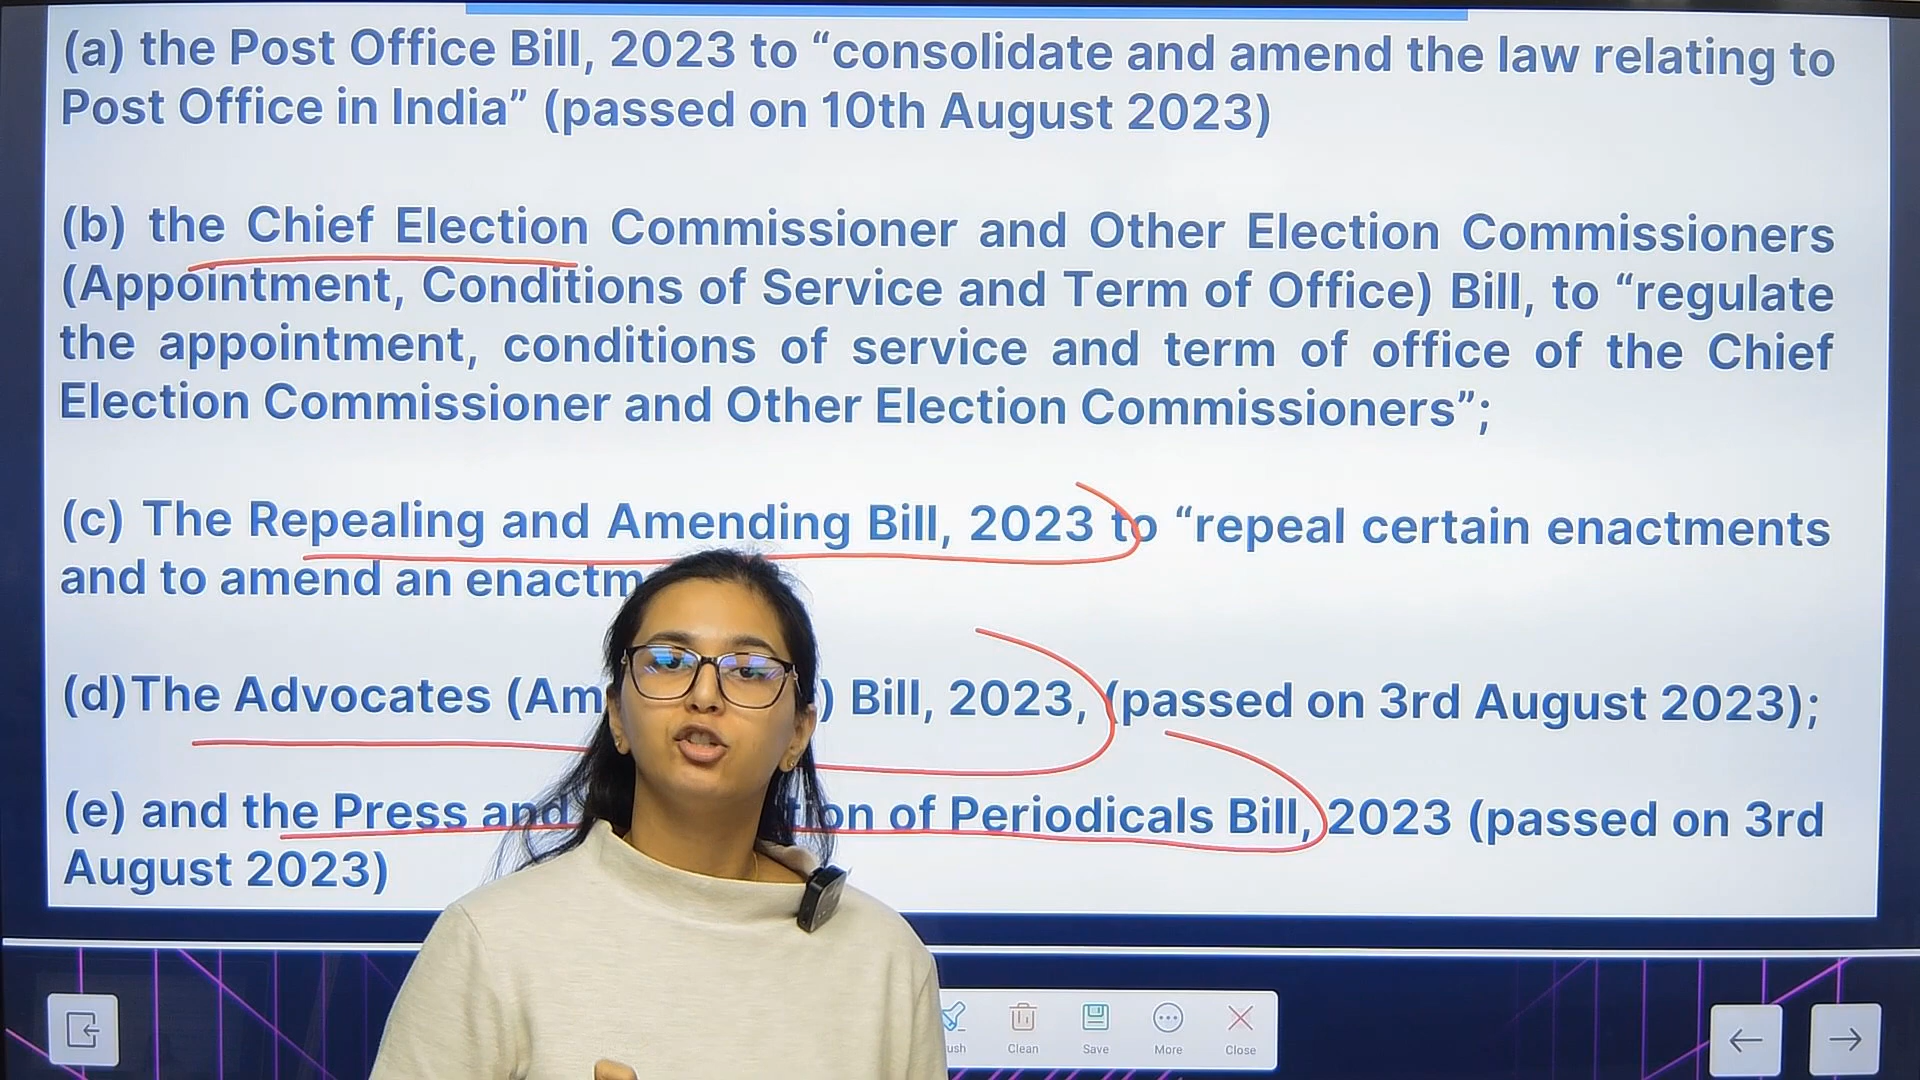 (a) the Post Office Bill, 2023 to “consolidate and amend the law relating to
Post Office in India” (passed on 10th August 2023)
(b) the Chief Election Commissioner and Other Election Commissioners
(Appointment, Conditions of Service and Term of Office) Bill, to “regulate
the appointment, conditions of service and term of office of the Chief
Election Commissioner and Other Election Commissioners”;
(c) The Repealing and Amending Bill, 2023 to “repeal certain enactments
and to amend an enactm
(d)The Advocates (Am ) Bill, 2023, (passed on 3rd August 2023);
(e) and the Press and tion of Periodicals Bill, 2023 (passed on 3rd
August 2023)
ush Clean Save More Close